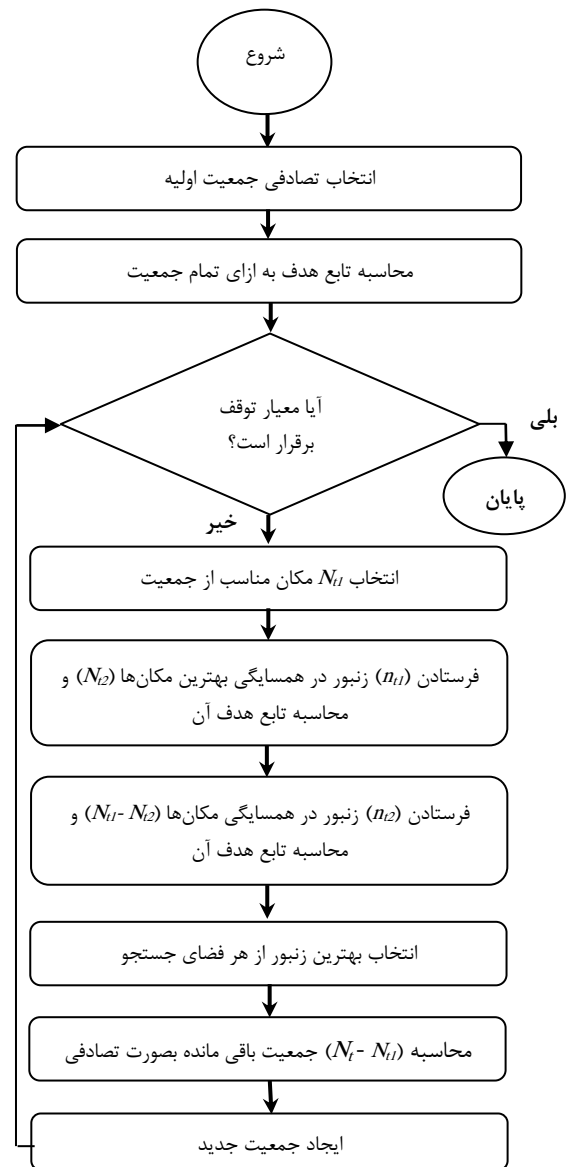 شروع
انتخاب تصادفی جمعیت اولیه
محاسبه تابع هدف به ازای تمام جمعیت
آیا معیار توقف
برقرار است؟
بلی
پایان
خیر
انتخاب Nt1 مکان مناسب از جمعیت
فرستادن (nt1) زنبور در همسایگی بهترین مکان‌ها (Nt2) و
محاسبه تابع هدف آن
فرستادن (nt2) زنبور در همسایگی مکان‌ها (Nt1- Nt2) و
محاسبه تابع هدف آن
انتخاب بهترین زنبور از هر فضای جستجو
محاسبه (Nt - Nt1) جمعیت باقی مانده بصورت تصادفی
ایجاد جمعیت جدید